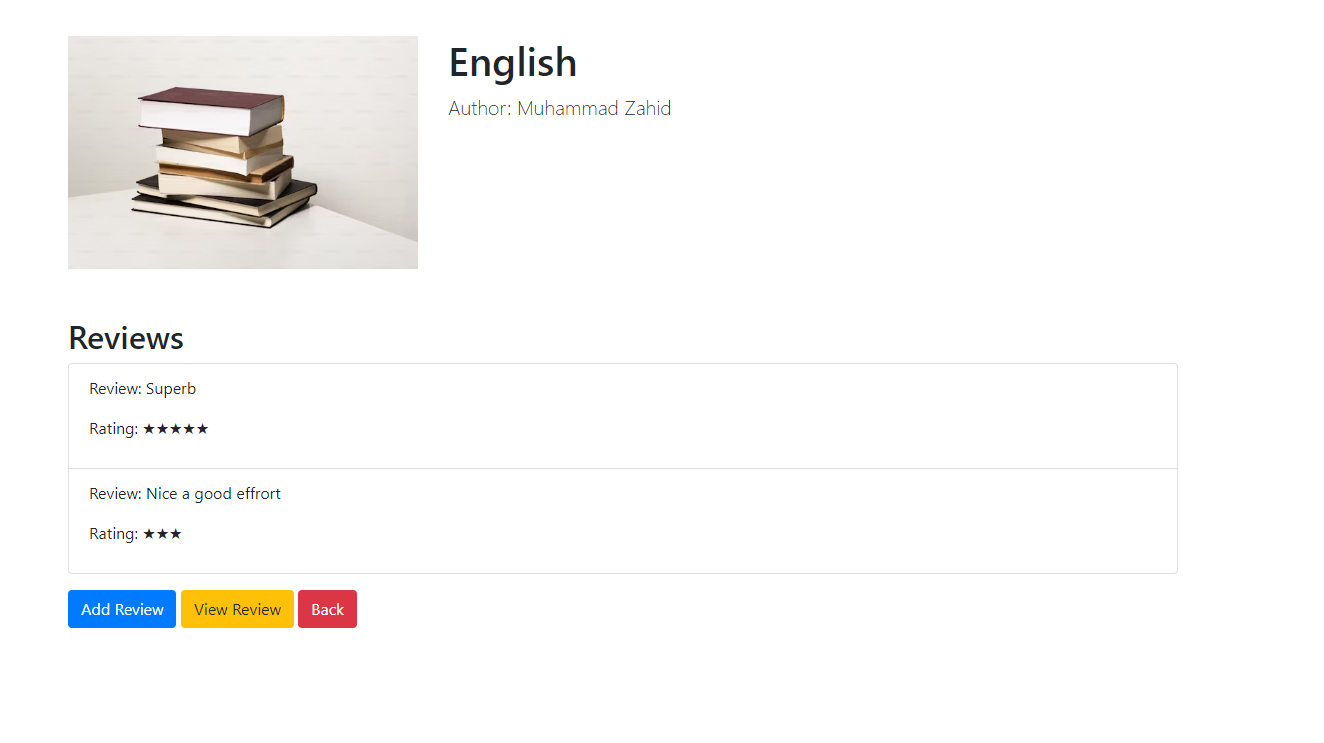 English
Author: Muhammad Zahid
Reviews
Review: Superb
Rating: ★★★★★
Review: Nice a good effrort
Rating: ★★★
Add Review View Review Back